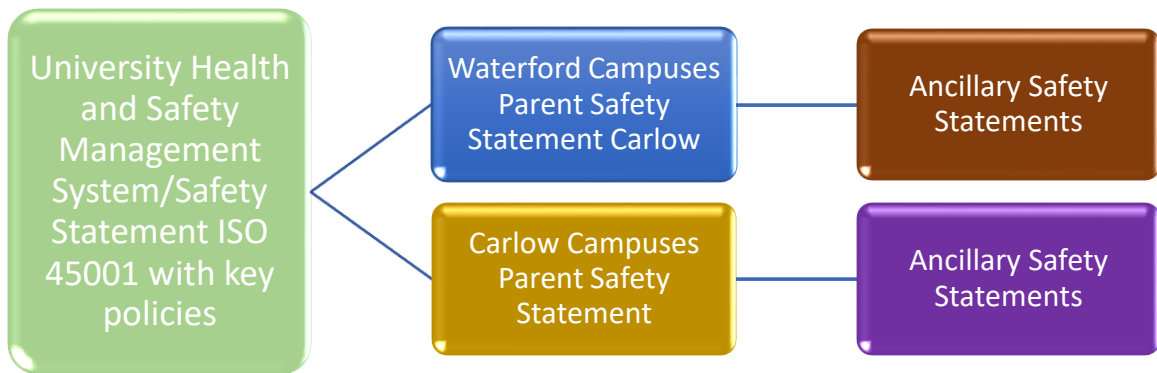 University Health
and Safety
Management
System/Safety
Statement ISO
45001 with key
policies
Waterford Campuses
Parent Safety
Statement Carlow
Ancillary Safety
Statements
Carlow Campuses
Parent Safety
Statement
Ancillary Safety
Statements